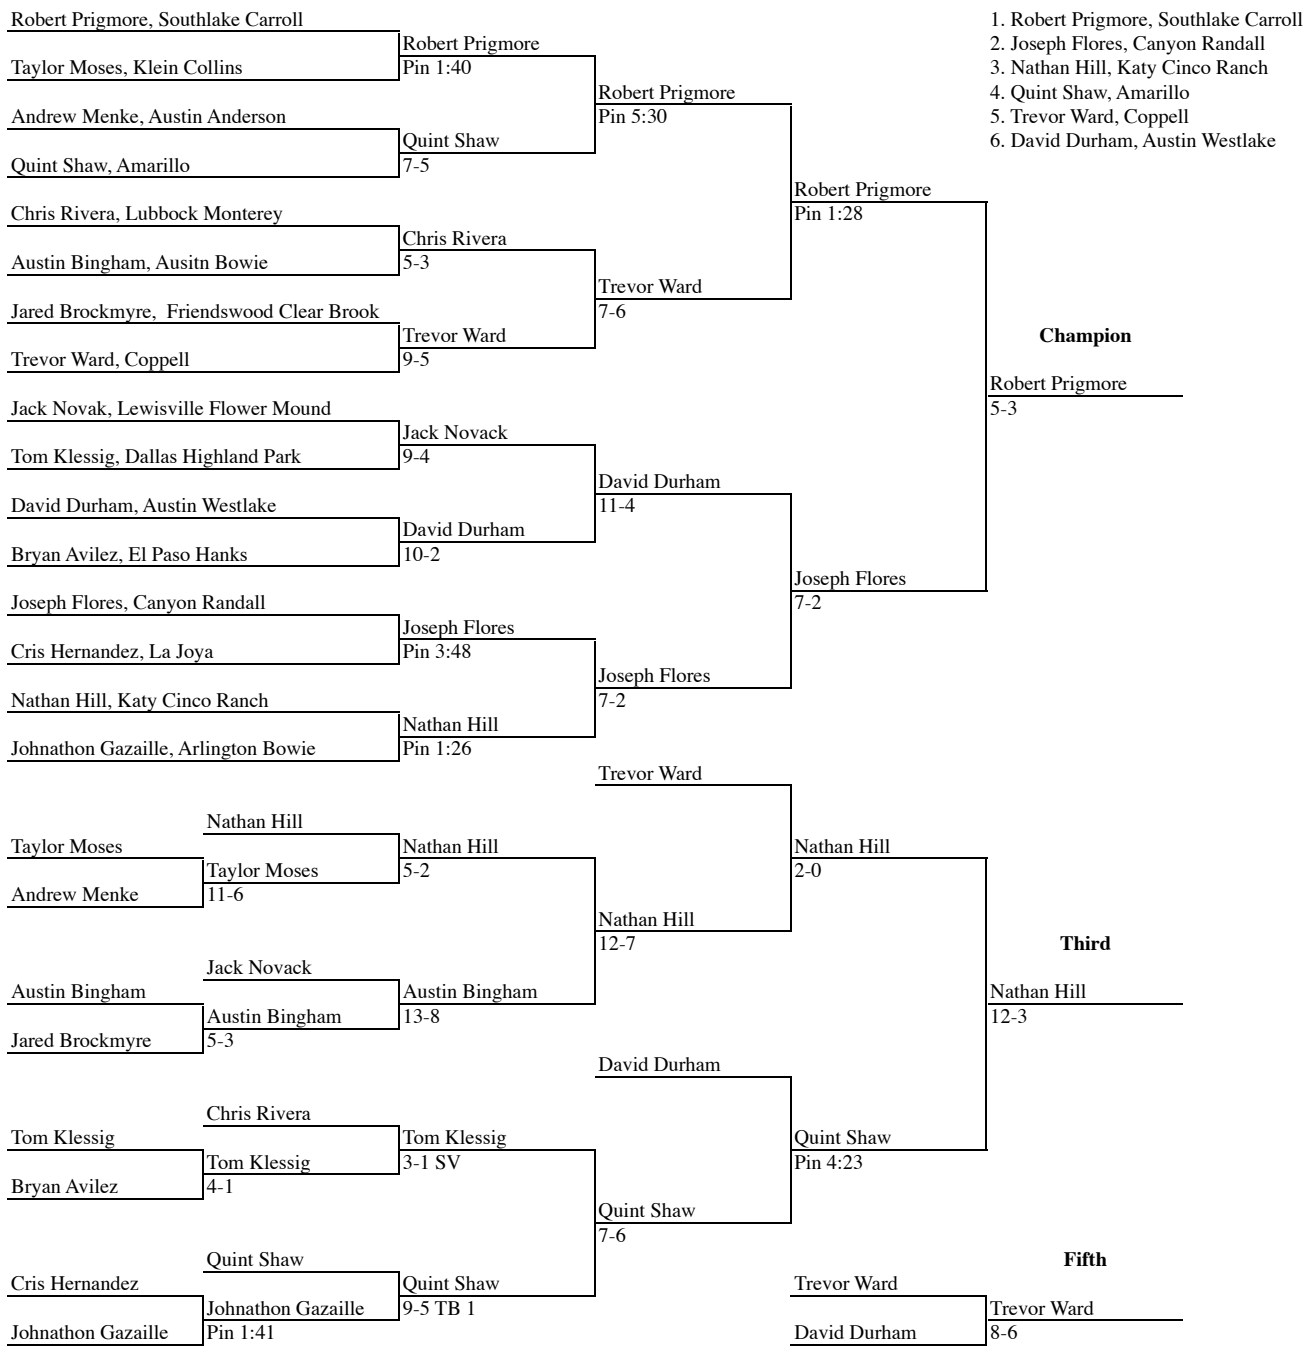 Robert Prigmore, Southlake Carroll
1. Robert Prigmore, Southlake Carroll
Robert Prigmore
2. Joseph Flores, Canyon Randall
Taylor Moses, Klein Collins
Pin 1:40
3. Nathan Hill, Katy Cinco Ranch
Robert Prigmore
4. Quint Shaw, Amarillo
Andrew Menke, Austin Anderson
Pin 5:30
5. Trevor Ward, Coppell
Quint Shaw
6. David Durham, Austin Westlake
Quint Shaw, Amarillo
7-5
Robert Prigmore
Chris Rivera, Lubbock Monterey
Pin 1:28
Chris Rivera
Austin Bingham, Ausitn Bowie
5-3
Trevor Ward
Jared Brockmyre,  Friendswood Clear Brook
7-6
Trevor Ward
Champion
Trevor Ward, Coppell
9-5
Robert Prigmore
Jack Novak, Lewisville Flower Mound
5-3
Jack Novack
Tom Klessig, Dallas Highland Park
9-4
David Durham
David Durham, Austin Westlake
11-4
David Durham
Bryan Avilez, El Paso Hanks
10-2
Joseph Flores
Joseph Flores, Canyon Randall
7-2
Joseph Flores
Cris Hernandez, La Joya
Pin 3:48
Joseph Flores
Nathan Hill, Katy Cinco Ranch
7-2
Nathan Hill
Johnathon Gazaille, Arlington Bowie
Pin 1:26
Trevor Ward
Nathan Hill
Taylor Moses
Nathan Hill
Nathan Hill
Taylor Moses
5-2
2-0
Andrew Menke
11-6
Nathan Hill
12-7
Third
Jack Novack
Austin Bingham
Austin Bingham
Nathan Hill
Austin Bingham
13-8
12-3
Jared Brockmyre
5-3
David Durham
Chris Rivera
Tom Klessig
Tom Klessig
Quint Shaw
Tom Klessig
3-1 SV
Pin 4:23
Bryan Avilez
4-1
Quint Shaw
7-6
Quint Shaw
Fifth
Cris Hernandez
Quint Shaw
Trevor Ward
Johnathon Gazaille
9-5 TB 1
Trevor Ward
Johnathon Gazaille
Pin 1:41
David Durham
8-6